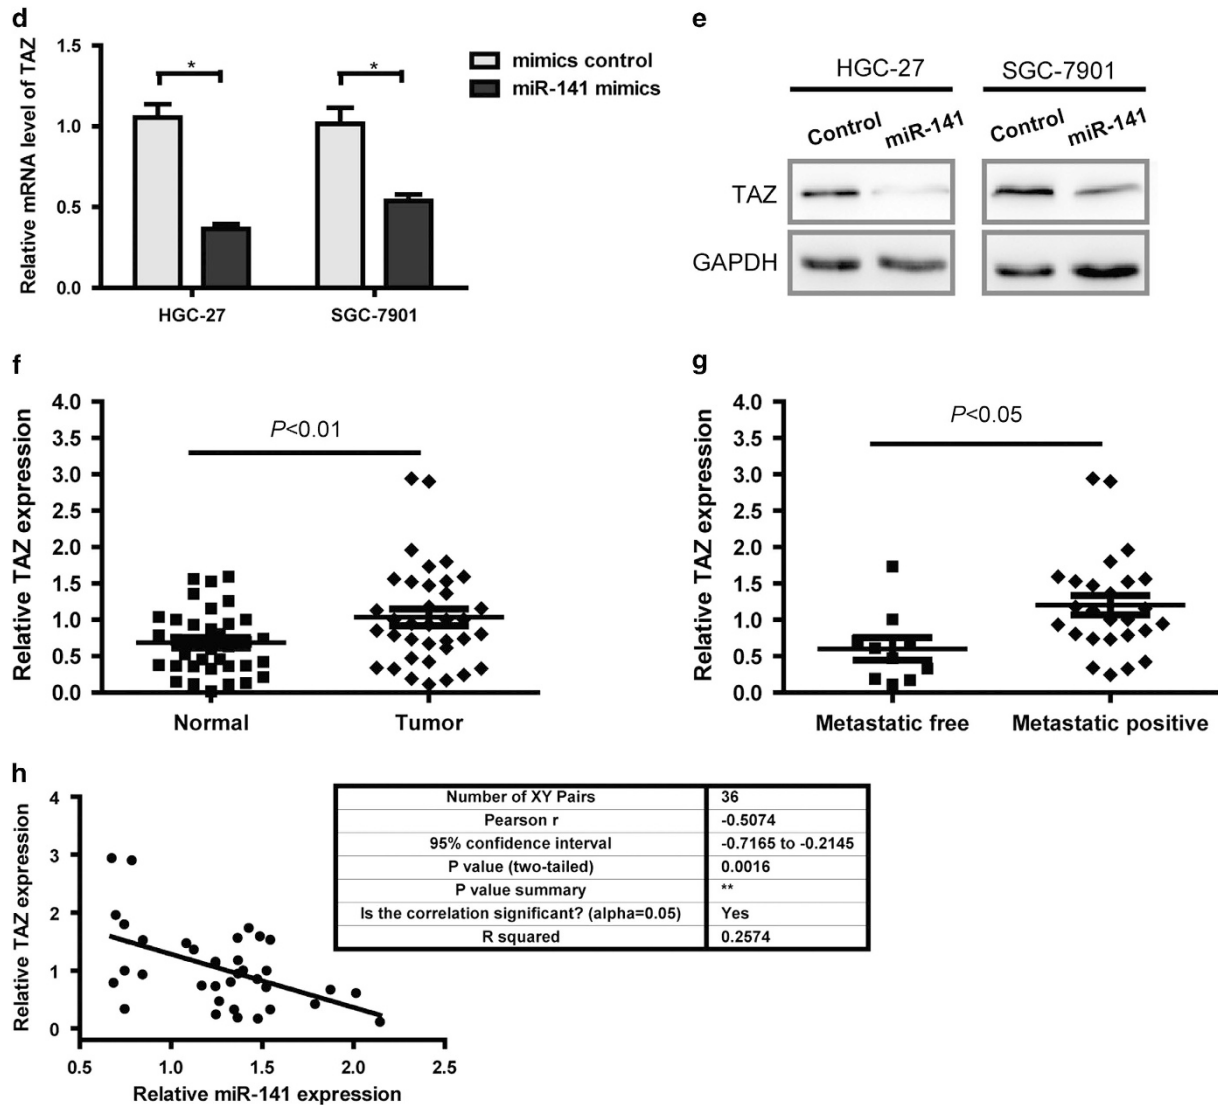 d
Relative mRNA level of TAZ
1.5
1.0
0.5
0.0
*
*
HGC-27
SGC-7901
mimics control
miR-141 mimics
e
HGC-27
SGC-7901
Control
miR-141
Control
miR-141
TAZ
GAPDH
f
Relative TAZ expression
4.0
3.5
3.0
2.5
2.0
1.5
1.0
0.5
0.0
P<0.01
Normal
Tumor
g
Relative TAZ expression
4.0
3.5
3.0
2.5
2.0
1.5
1.0
0.5
0.0
P<0.05
Metastatic free
Metastatic positive
h
Relative TAZ expression
4
3
2
1
0
0.5
1.0
1.5
2.0
2.5
Relative miR-141 expression
Number of XY Pairs 36
Pearson r -0.5074
95% confidence interval -0.7165 to -0.2145
P value (two-tailed) 0.0016
P value summary **
Is the correlation significant? (alpha=0.05) Yes
R squared 0.2574